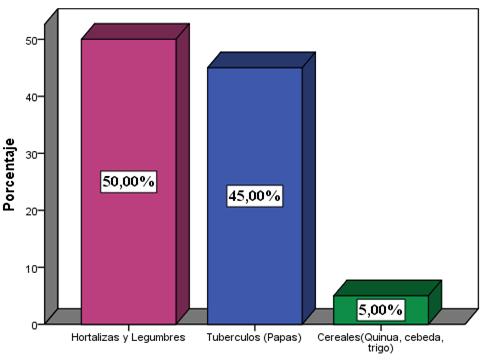 Porcentaje
50
40
30
20
10
0
50,00%
45,00%
5,00%
Hortalizas y Legumbres
Tuberculos (Papas)
Cereales(Quinua, cebeda,
trigo)